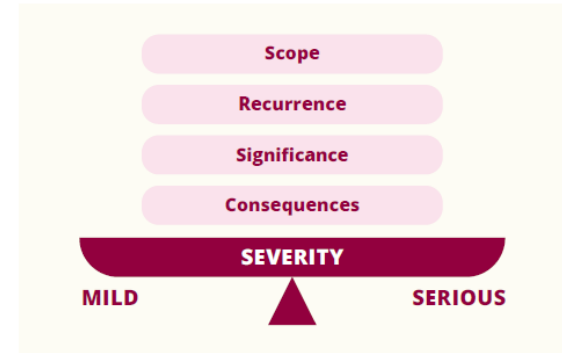 Scope
Recurrence
Significance
Consequences
SEVERITY
MILD
SERIOUS